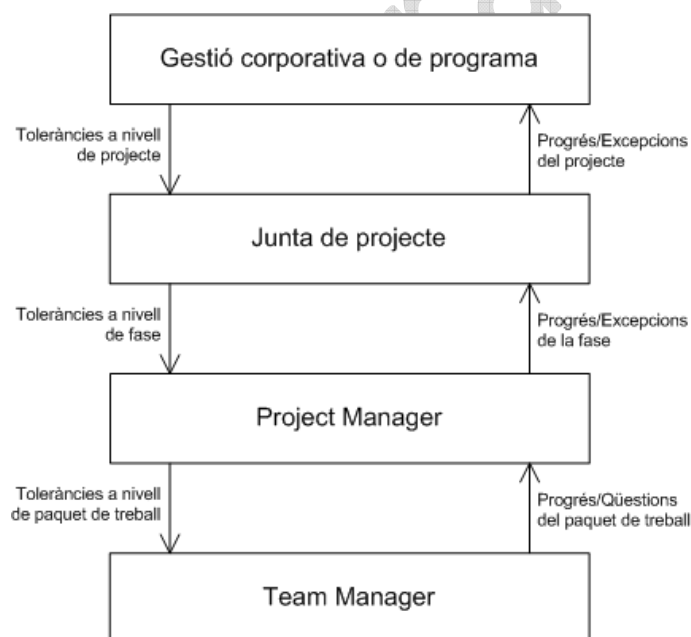 Gestió corporativa o de programa
Toleràncies a nivell
de projecte
Progrés/Excepcions
del projecte
Junta de projecte
Toleràncies a nivell
de fase
Progrés/Excepcions
de la fase
Project Manager
Toleràncies a nivell
de paquet de treball
Progrés/Qüestions
del paquet de treball
Team Manager